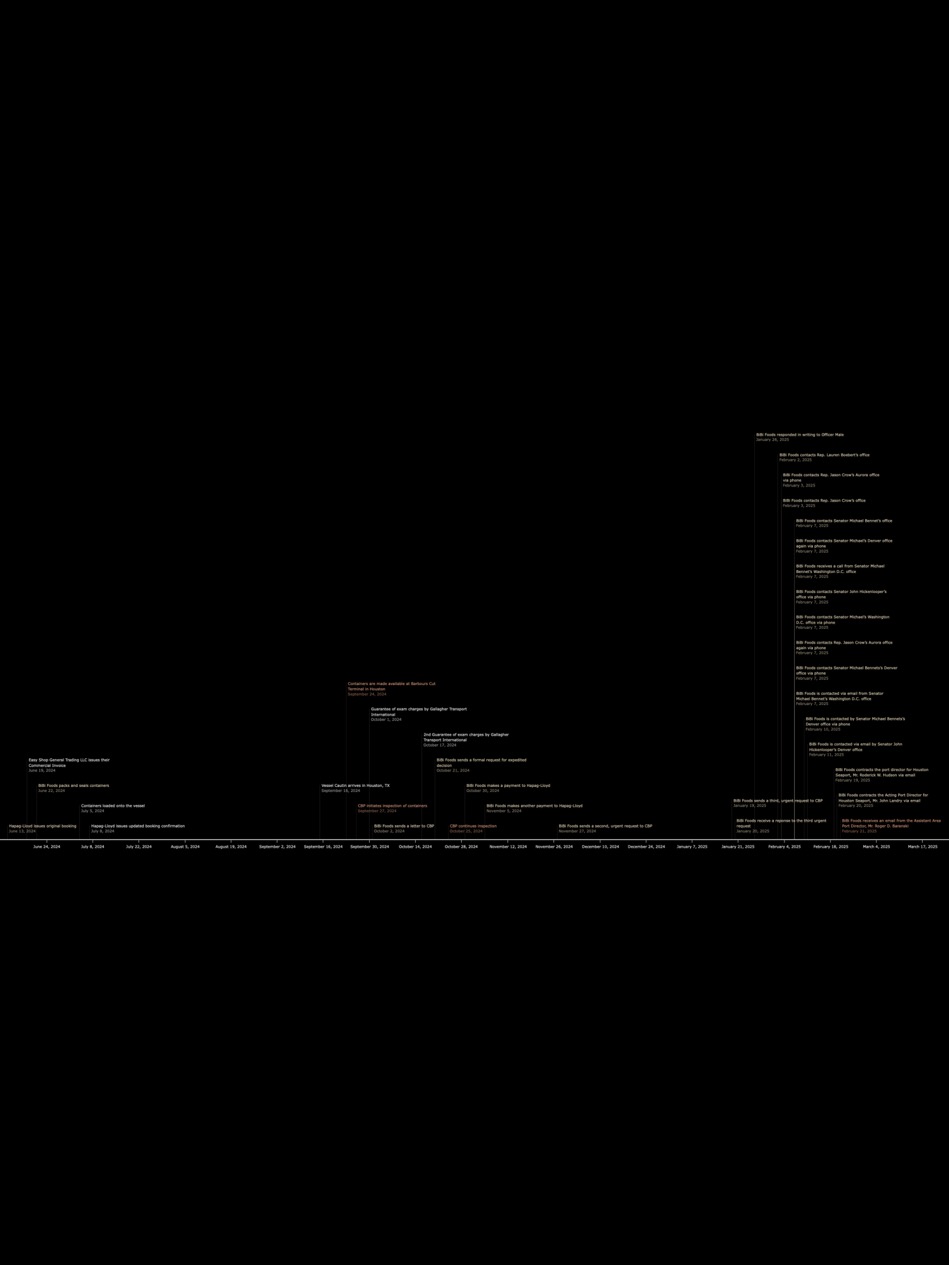 BiBi Foods responded in writing to Officer Male
January 26, 2025
BiBi Foods contacts Rep. Lauren Boebert's office
February 2, 2025
BiBi Foods contacts Rep. Jason Crow's Aurora office
via phone
February 3, 2025
BiBi Foods contacts Rep. Jason Crow's office
February 3, 2025
BiBi Foods contacts Senator Michael Bennet's office
February 7, 2025
BiBi Foods contacts Senator Michael's Denver office
again via phone
February 7, 2025
BiBi Foods receives a call from Senator Michael
Bennet's Washington D.C. office
February 7, 2025
BiBi Foods contacts Senator John Hickenlooper's
office via phone
February 7, 2025
BiBi Foods contacts Senator Michael's Washington
D.C. office via phone
February 7, 2025
BiBi Foods contacts Rep. Jason Crow's Aurora office
again via phone
February 7, 2025
BiBi Foods contacts Senator Michael Bennets's Denver
office via phone
February 7, 2025
BiBi Foods is contacted via email from Senator
Michael Bennet's Washington D.C. office
February 7, 2025
BiBi Foods is contacted by Senator Michael Bennets's
Denver office via phone
February 10, 2025
BiBi Foods is contacted via email by Senator John
Hickenlooper's Denver office
February 11, 2025
BiBi Foods contracts the port director for Houston
Seaport, Mr. Roderick W. Hudson via email
February 19, 2025
BiBi Foods contracts the Acting Port Director for
Houston Seaport, Mr. John Landry via email
February 20, 2025
BiBi Foods receives an email from the Assistant Area
Port Director, Mr. Roger D. Baranski
February 21, 2025
BiBi Foods sends a third, urgent request to CBP
January 19, 2025
BiBi Foods receive a reponse to the third urgent
request
January 20, 2025
Containers are made available at Barbours Cut
Terminal in Houston
September 24, 2024
Guarantee of exam charges by Gallagher Transport
International
October 1, 2024
2nd Guarantee of exam charges by Gallagher
Transport International
October 17, 2024
BiBi Foods sends a formal request for expedited
decision
October 21, 2024
Vessel Cautin arrives in Houston, TX
September 16, 2024
BiBi Foods makesd a payment to Hapag-Lloyd
October 30, 2024
CBP initiates inspection of containers
September 27, 2024
BiBi Foods makes another payment to Hapag-Lloyd
November 5, 2024
BiBi Foods sends a letter to CBP
October 2, 2024
CBP continues inspection
October 25, 2024
BiBi Foods sends a second, urgent request to CBP
November 27, 2024
Easy Shop General Trading LLC issues their
Commercial Invoice
June 19, 2024
BiBi Foods packs and seals containers
June 22, 2024
Containers loaded onto the vessel
July 5, 2024
Hapag-Lloyd issues original booking
June 13, 2024
Hapag-Lloyd issues updated booking confirmation
July 8, 2024
June 24, 2024
July 8, 2024
July 22, 2024
August 5, 2024
August 19, 2024
September 2, 2024
September 16, 2024
September 30, 2024
October 14, 2024
October 28, 2024
November 12, 2024
November 26, 2024
December 10, 2024
December 24, 2024
January 7, 2025
January 21, 2025
February 4, 2025
February 18, 2025
March 4, 2025
March 17, 2025